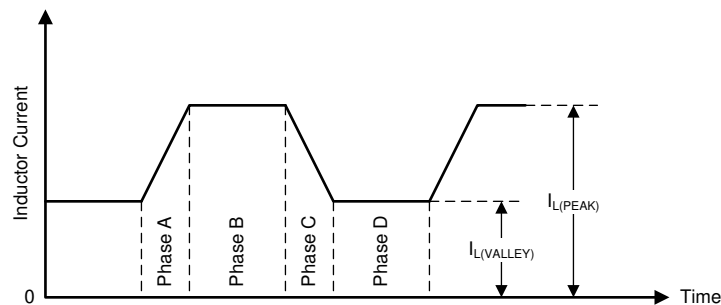 Inductor Current
Phase A
Phase B
Phase C
Phase D
I_L(VALLEY)
I_L(PEAK)
0
Time